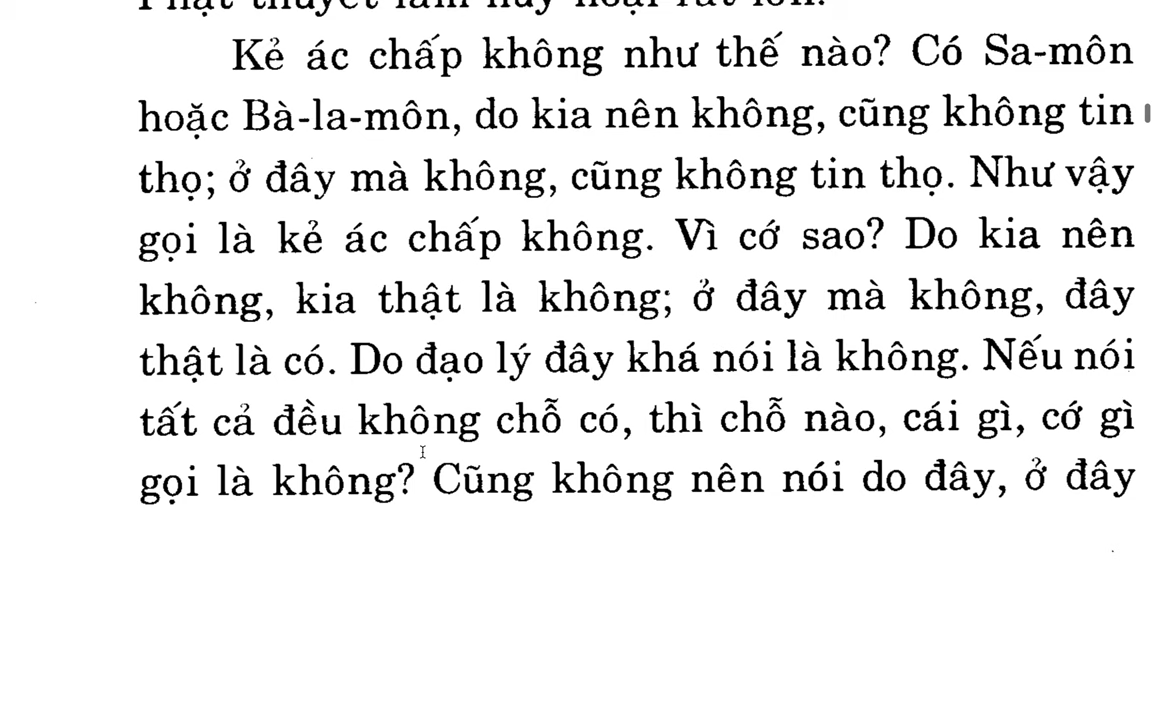 Kẻ ác chấp không như thế nào? Có Sa-môn
hoặc Bà-la-môn, do kia nên không, cũng không tin
thọ; ở đây mà không, cũng không tin thọ. Như vậy
gọi là kẻ ác chấp không. Vì cớ sao? Do kia nên
không, kia thật là không; ở đây mà không, đây
thật là có. Do đạo lý đây khá nói là không. Nếu nói
tất cả đều không chỗ có, thì chỗ nào, cái gì, cớ gì
gọi là không? Cũng không nên nói do đây, ở đây